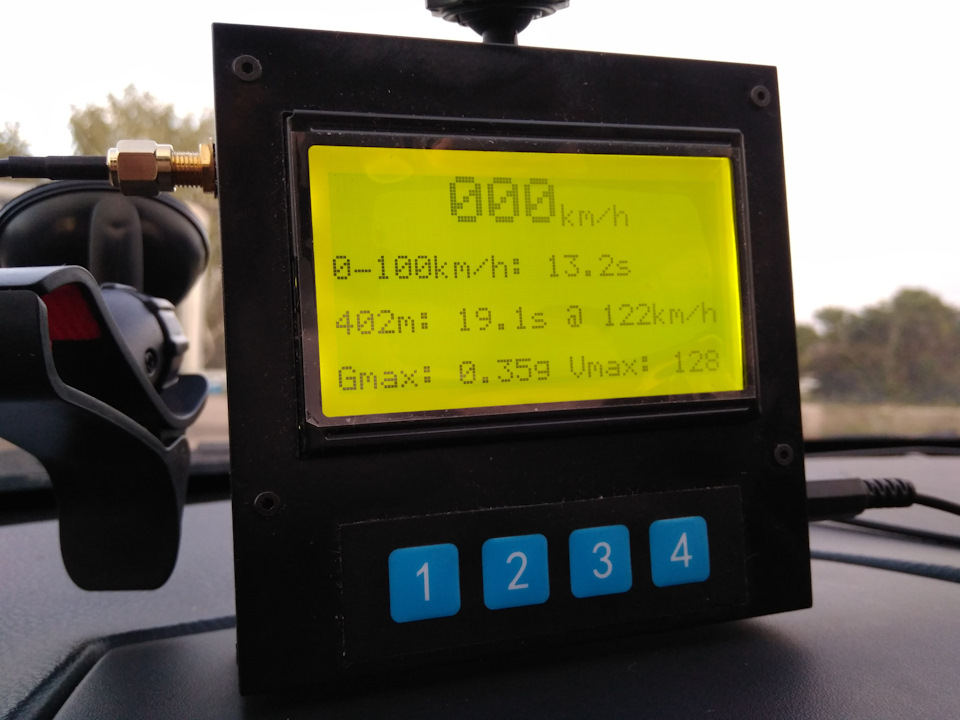 000km/h
0-100km/h: 13.2s
402m: 19.1s @ 122km/h
Gmax: 0.35g Vmax: 128
1 2 3 4